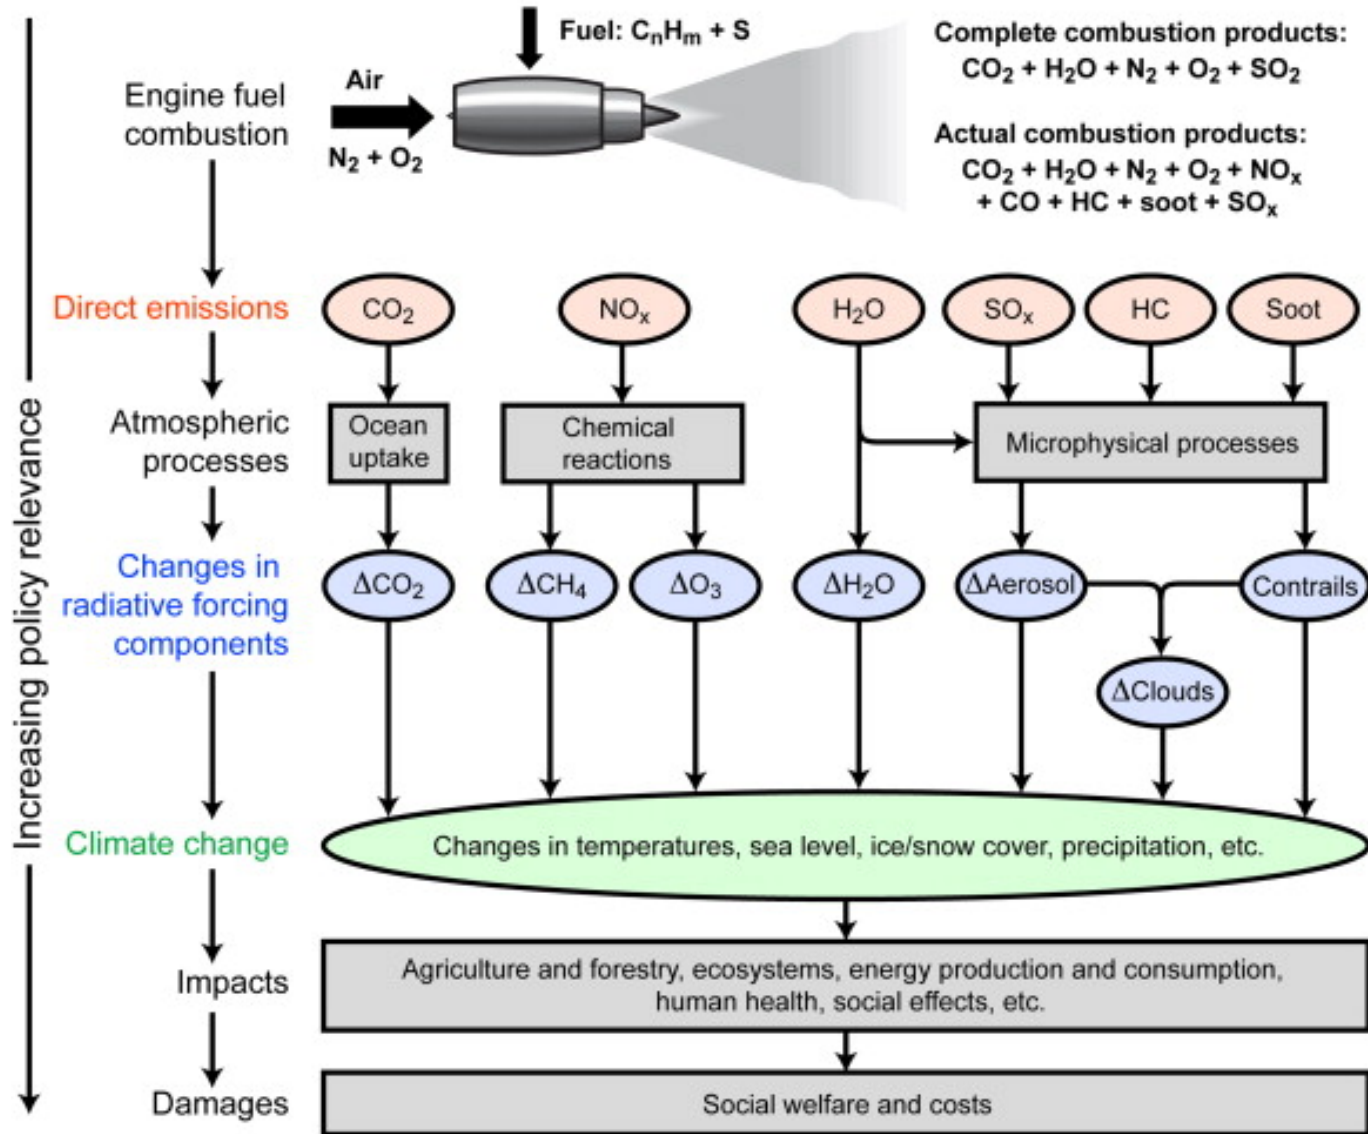 Fuel: CₙHₘ + S
Complete combustion products:
CO₂ + H₂O + N₂ + O₂ + SO₂
Air
N₂ + O₂
Engine fuel
combustion
Actual combustion products:
CO₂ + H₂O + N₂ + O₂ + NOₓ
+ CO + HC + soot + SOₓ
Increasing policy relevance
Direct emissions
CO₂
NOₓ
H₂O
SOₓ
HC
Soot
Atmospheric
processes
Ocean
uptake
Chemical
reactions
Microphysical processes
Changes in
radiative forcing
components
ΔCO₂
ΔCH₄
ΔO₃
ΔH₂O
ΔAerosol
Contrails
ΔClouds
Climate change
Changes in temperatures, sea level, ice/snow cover, precipitation, etc.
Impacts
Agriculture and forestry, ecosystems, energy production and consumption,
human health, social effects, etc.
Damages
Social welfare and costs